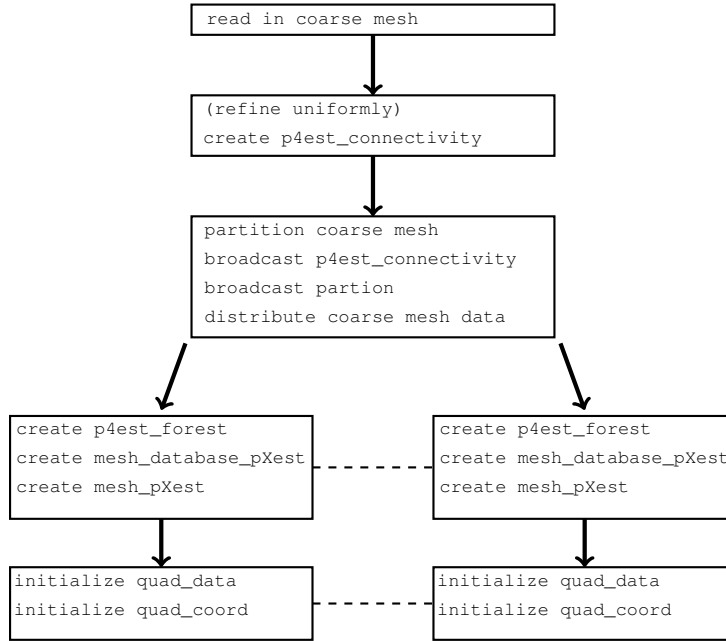 read in coarse mesh
(refine uniformly)
create p4est_connectivity
partition coarse mesh
broadcast p4est_connectivity
broadcast partion
distribute coarse mesh data
create p4est_forest
create mesh_database_pXest
create mesh_pXest
create p4est_forest
create mesh_database_pXest
create mesh_pXest
initialize quad_data
initialize quad_coord
initialize quad_data
initialize quad_coord